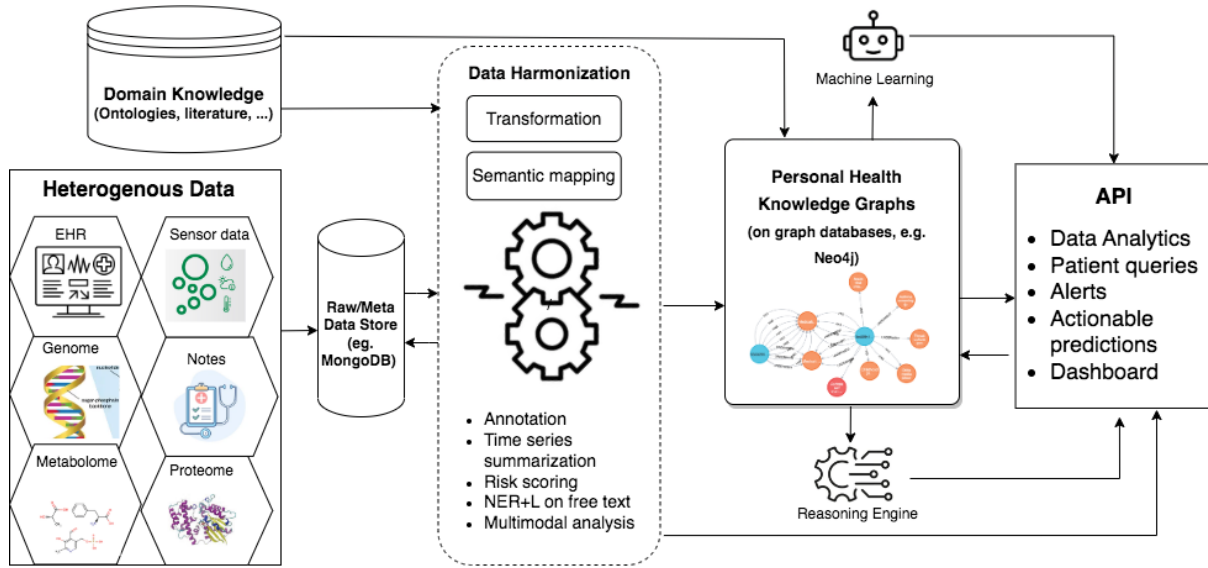 Domain Knowledge
(Ontologies, literature, ...)
Heterogenous Data
EHR
Sensor data
Genome
Notes
Metabolome
Proteome
Raw/Meta
Data Store
(eg.
MongoDB)
Data Harmonization
Transformation
Semantic mapping
• Annotation
• Time series
summarization
• Risk scoring
• NER+L on free text
• Multimodal analysis
Machine Learning
Personal Health
Knowledge Graphs
(on graph databases, e.g.
Neo4j)
Reasoning Engine
API
• Data Analytics
• Patient queries
• Alerts
• Actionable
predictions
• Dashboard